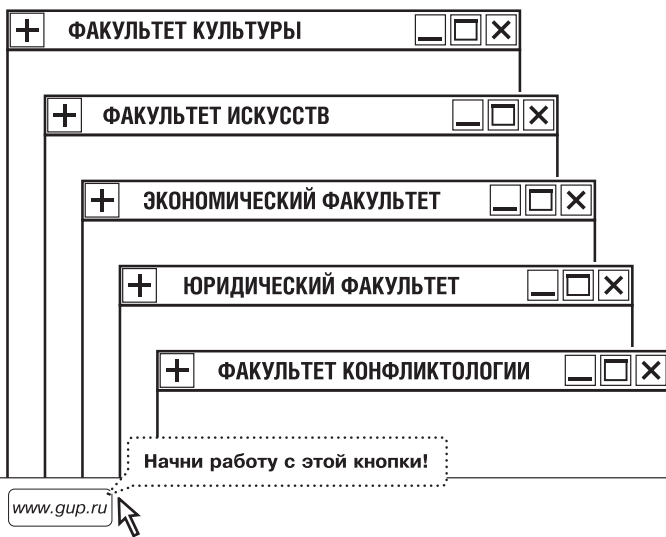 ФАКУЛЬТЕТ КУЛЬТУРЫ
ФАКУЛЬТЕТ ИСКУССТВ
ЭКОНОМИЧЕСКИЙ ФАКУЛЬТЕТ
ЮРИДИЧЕСКИЙ ФАКУЛЬТЕТ
ФАКУЛЬТЕТ КОНФЛИКТОЛОГИИ
Начни работу с этой кнопки!
www.gup.ru